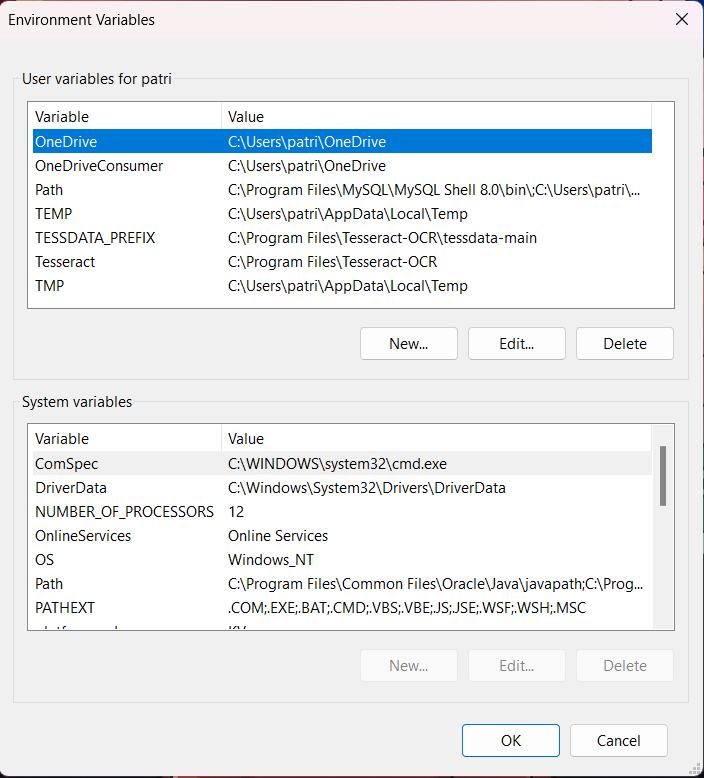 Environment Variables
User variables for patri
Variable Value
OneDrive C:\Users\patri\OneDrive
OneDriveConsumer C:\Users\patri\OneDrive
Path C:\Program Files\MySQL\MySQL Shell 8.0\bin\;C:\Users\patri\...
TEMP C:\Users\patri\AppData\Local\Temp
TESSDATA_PREFIX C:\Program Files\Tesseract-OCR\tessdata-main
Tesseract C:\Program Files\Tesseract-OCR
TMP C:\Users\patri\AppData\Local\Temp
New... Edit... Delete
System variables
Variable Value
ComSpec C:\WINDOWS\system32\cmd.exe
DriverData C:\Windows\System32\Drivers\DriverData
NUMBER_OF_PROCESSORS 12
OnlineServices Online Services
OS Windows_NT
Path C:\Program Files\Common Files\Oracle\Java\javapath;C:\Prog...
PATHEXT .COM;.EXE;.BAT;.CMD;.VBS;.VBE;.JS;.JSE;.WSF;.WSH;.MSC
New... Edit... Delete
OK Cancel